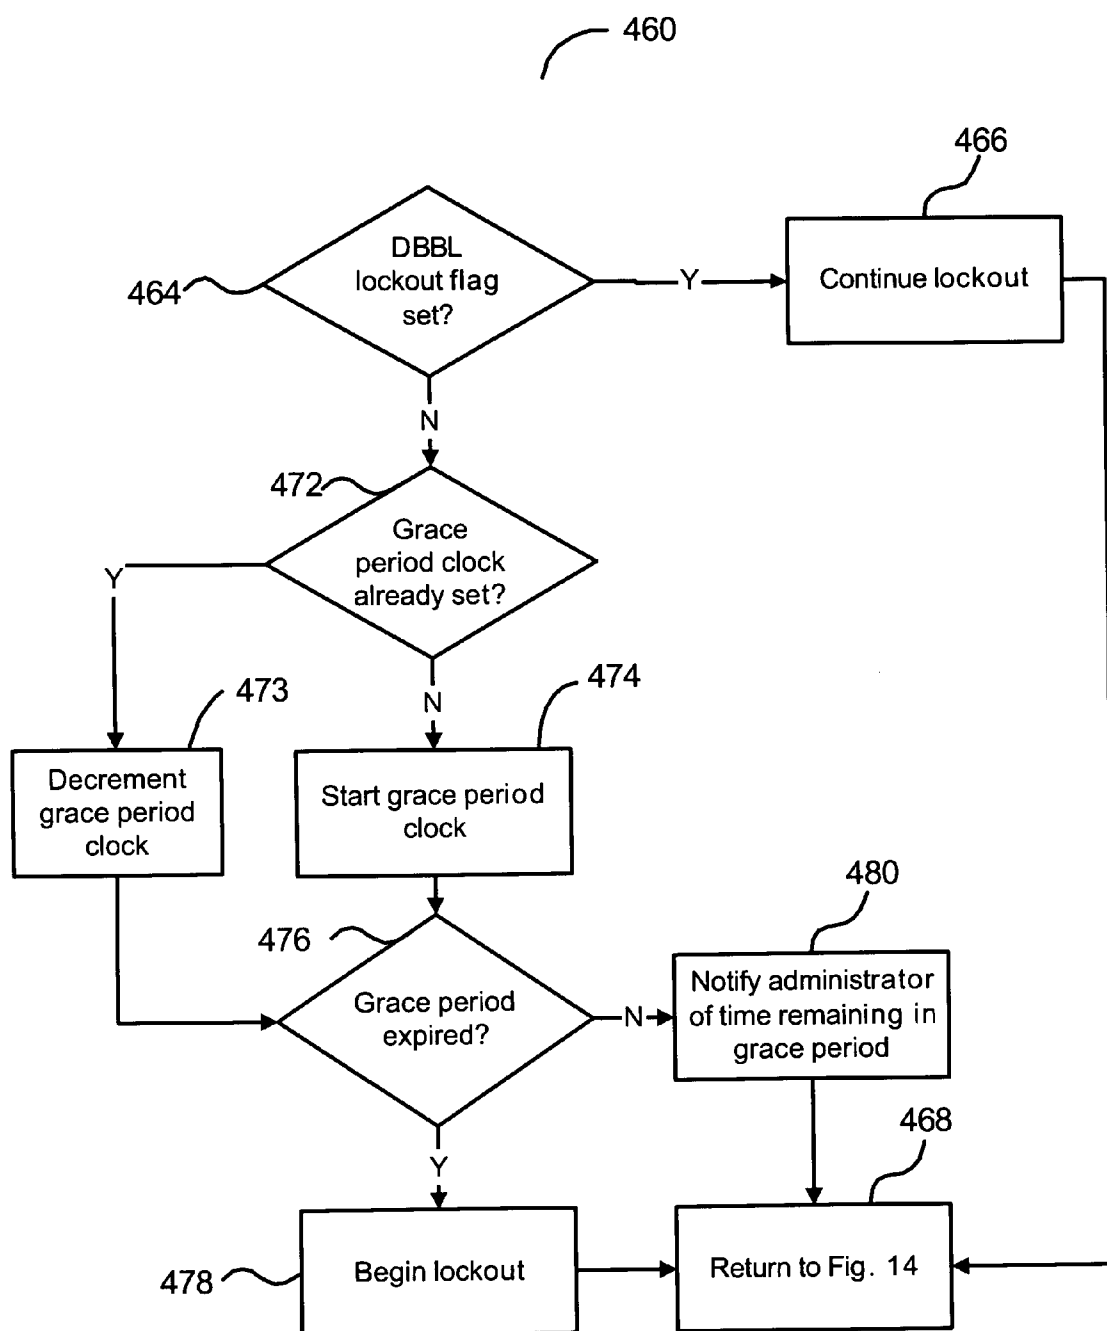 460
466
DBBL
lockout flag
set?
464
Y
Continue lockout
N
472
Grace
period clock
already set?
Y
N
473
474
Decrement
grace period
clock
Start grace period
clock
480
476
Grace period
expired?
N
Notify administrator
of time remaining in
grace period
Y
468
478
Begin lockout
Return to Fig. 14